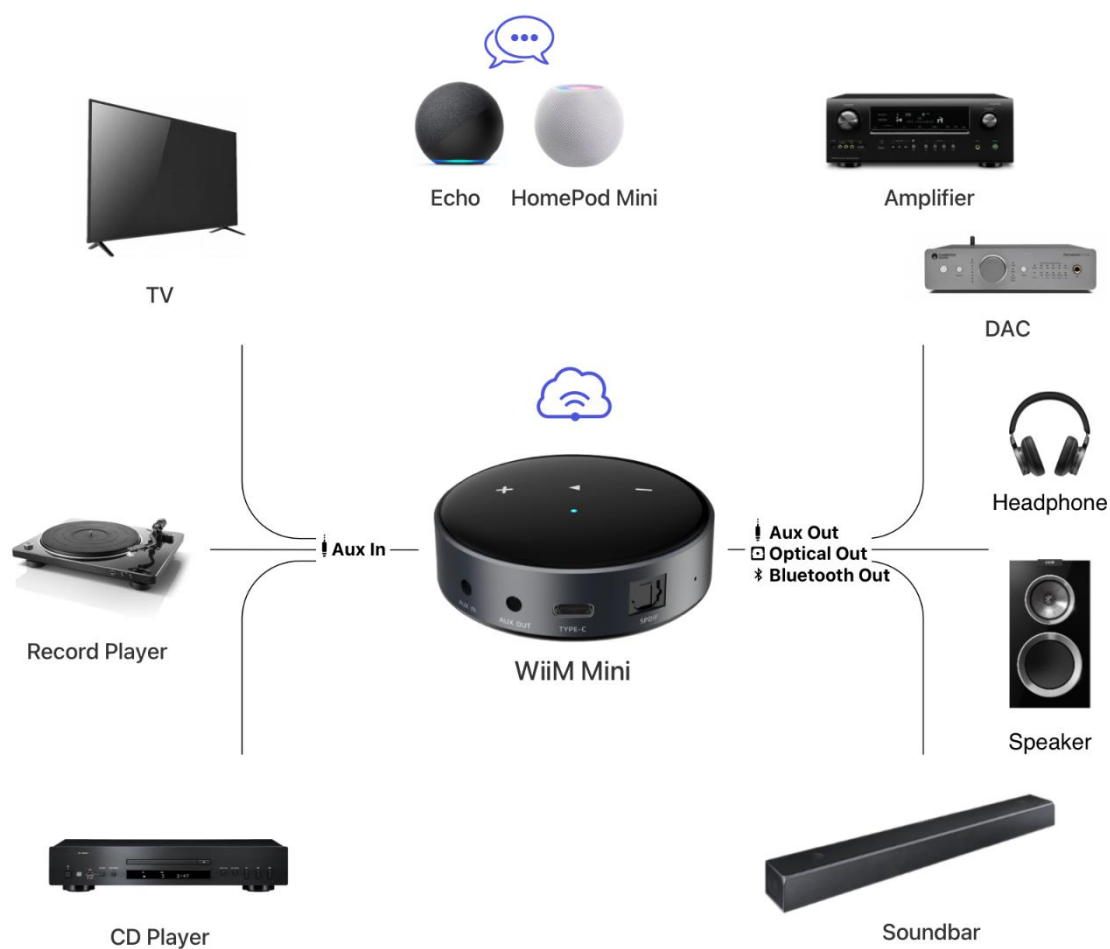 Echo
HomePod Mini
Amplifier
TV
DAC
Headphone
Aux In
Aux Out
Optical Out
Bluetooth Out
AUX IN
AUX OUT
TYPE-C
SPDIF
WiiM Mini
Record Player
Speaker
CD Player
Soundbar